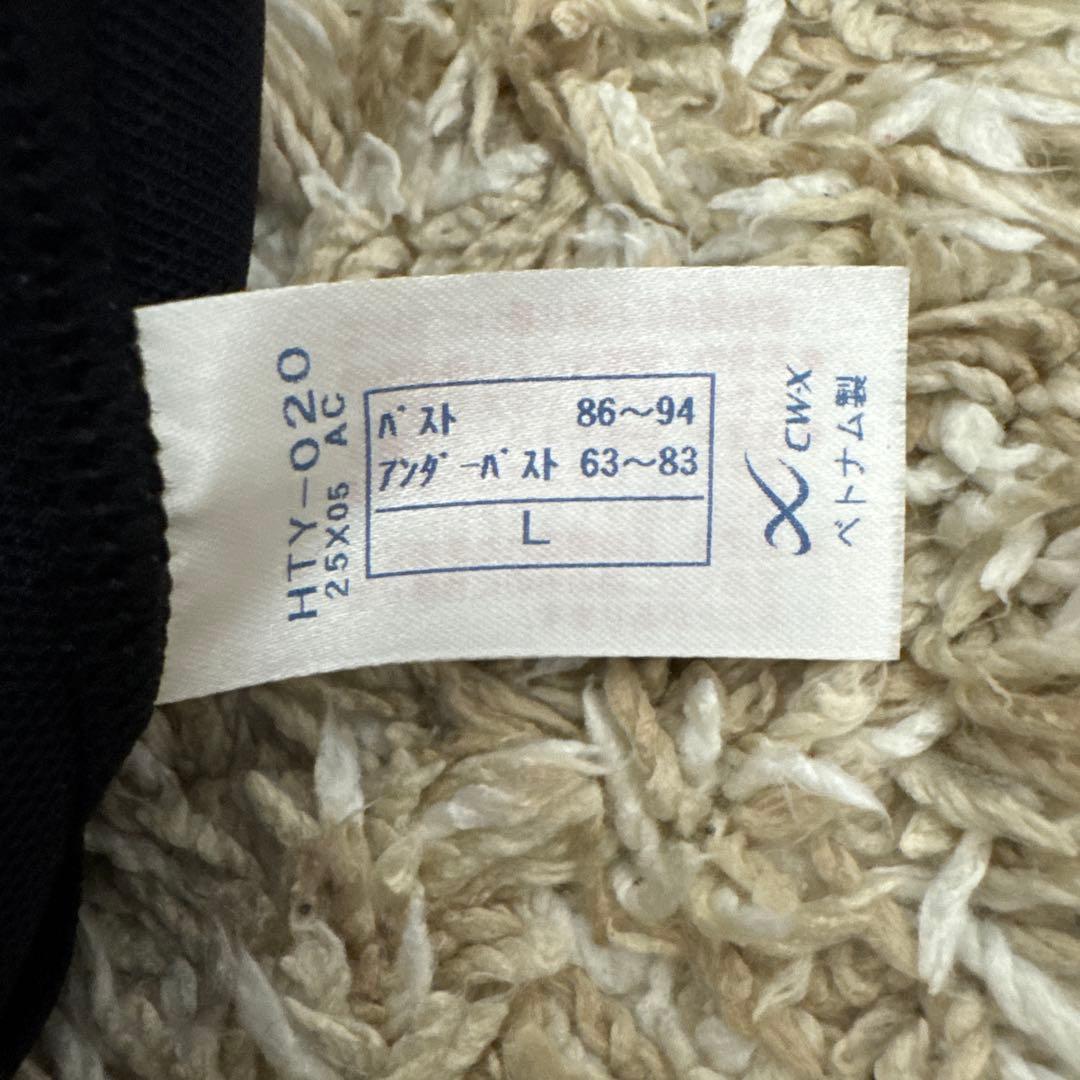 HTY-020
25X05 AC
バスト 86～94
アンダーバスト 63～83
L
CW-X
ベトナム製